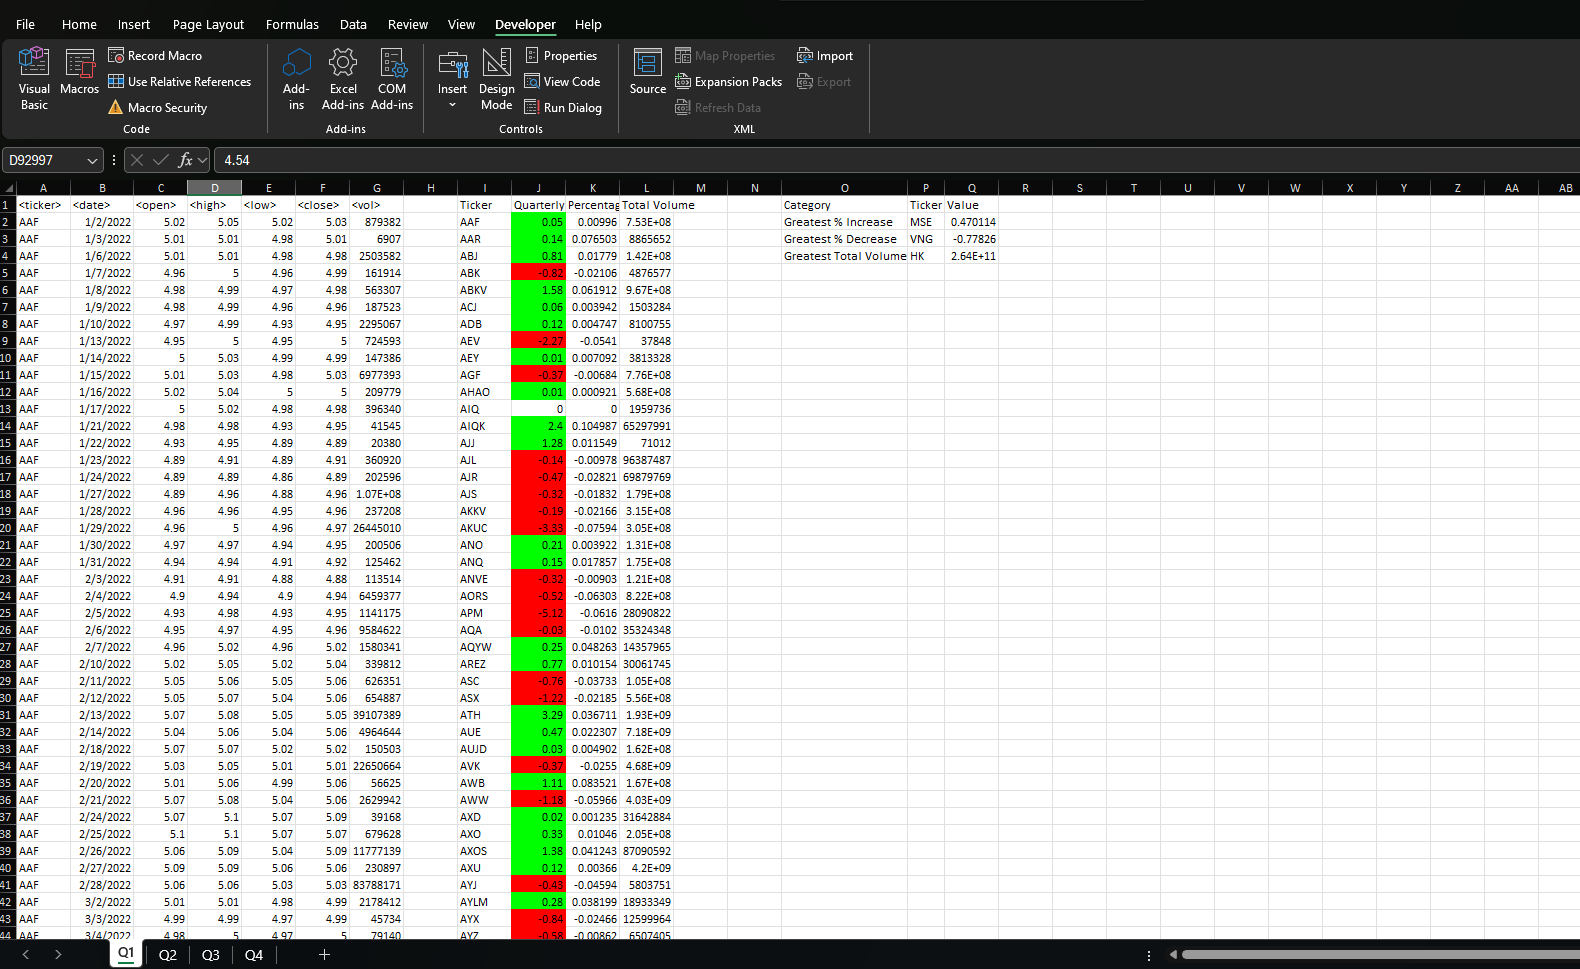 File Home Insert Page Layout Formulas Data Review View Developer Help
Visual Basic Macros Record Macro Use Relative References Macro Security Add-ins Excel Add-ins COM Add-ins Insert Design Mode Properties View Code Run Dialog Source Map Properties Expansion Packs Refresh Data Import Export
Code Add-ins Controls XML
D92997 fx 4.54
A B C D E F G H I J K L M N O P Q R S T U V W X Y Z AA AB
1 <ticker> <date> <open> <high> <low> <close> <vol> Ticker Quarterly Percentag Total Volume Category Ticker Value
2 AAF 1/2/2022 5.02 5.05 5.02 5.03 879382 AAF 0.05 0.00996 7.53E+08 Greatest % Increase MSE 0.470114
3 AAF 1/3/2022 5.01 5.01 4.98 5.01 6907 AAR 0.14 0.076503 8865652 Greatest % Decrease VNG -0.77826
4 AAF 1/6/2022 5.01 5.01 4.98 4.98 2503582 ABJ 0.81 0.01779 1.42E+08 Greatest Total Volume HK 2.64E+11
5 AAF 1/7/2022 4.96 5 4.96 4.99 161914 ABK -0.82 -0.02106 4876577
6 AAF 1/8/2022 4.98 4.99 4.97 4.98 563307 ABKV 1.58 0.061912 9.67E+08
7 AAF 1/9/2022 4.98 4.99 4.96 4.96 187523 ACJ 0.06 0.003942 1503284
8 AAF 1/10/2022 4.97 4.99 4.93 4.95 2295067 ADB 0.12 0.004747 8100755
9 AAF 1/13/2022 4.95 5 4.95 5 724593 AEV -2.27 -0.0541 37848
10 AAF 1/14/2022 5 5.03 4.99 4.99 147386 AEY 0.01 0.007092 3813328
11 AAF 1/15/2022 5.01 5.03 4.98 5.03 6977393 AGF -0.37 -0.00684 7.76E+08
12 AAF 1/16/2022 5.02 5.04 5 5 209779 AHAO 0.01 0.000921 5.68E+08
13 AAF 1/17/2022 5 5.02 4.98 4.98 396340 AIQ 0 0 1959736
14 AAF 1/21/2022 4.98 4.98 4.93 4.95 41545 AIQK 2.4 0.104987 65297991
15 AAF 1/22/2022 4.93 4.95 4.89 4.89 20380 AJJ 1.28 0.011549 71012
16 AAF 1/23/2022 4.89 4.91 4.89 4.91 360920 AJL -0.14 -0.00978 96387487
17 AAF 1/24/2022 4.89 4.89 4.86 4.89 202596 AJR -0.47 -0.02821 69879769
18 AAF 1/27/2022 4.89 4.96 4.88 4.96 1.07E+08 AJS -0.32 -0.01832 1.79E+08
19 AAF 1/28/2022 4.96 4.96 4.95 4.96 237208 AKKV -0.19 -0.02166 3.15E+08
20 AAF 1/29/2022 4.96 5 4.96 4.97 26445010 AKUC -3.33 -0.07594 3.05E+08
21 AAF 1/30/2022 4.97 4.97 4.94 4.95 200506 ANO 0.21 0.003922 1.31E+08
22 AAF 1/31/2022 4.94 4.94 4.91 4.92 125462 ANQ 0.15 0.017857 1.75E+08
23 AAF 2/3/2022 4.91 4.91 4.88 4.88 113514 ANVE -0.32 -0.00903 1.21E+08
24 AAF 2/4/2022 4.9 4.94 4.9 4.94 6459377 AORS -0.52 -0.06303 8.22E+08
25 AAF 2/5/2022 4.93 4.98 4.93 4.95 1141175 APM -5.12 -0.0616 28090822
26 AAF 2/6/2022 4.95 4.97 4.95 4.96 9584622 AQA -0.03 -0.0102 35324348
27 AAF 2/7/2022 4.96 5.02 4.96 5.02 1580341 AQYW 0.25 0.048263 14357965
28 AAF 2/10/2022 5.02 5.05 5.02 5.04 339812 AREZ 0.77 0.010154 30061745
29 AAF 2/11/2022 5.05 5.06 5.05 5.06 626351 ASC -0.76 -0.03733 1.05E+08
30 AAF 2/12/2022 5.05 5.07 5.04 5.06 654887 ASX -1.22 -0.02185 5.56E+08
31 AAF 2/13/2022 5.07 5.08 5.05 5.05 39107389 ATH 3.29 0.036711 1.93E+09
32 AAF 2/14/2022 5.04 5.06 5.04 5.06 4964644 AUE 0.47 0.022307 7.18E+09
33 AAF 2/18/2022 5.07 5.07 5.02 5.02 150503 AUJD 0.03 0.004902 1.62E+08
34 AAF 2/19/2022 5.03 5.05 5.01 5.01 22650664 AVK -0.37 -0.0255 4.68E+09
35 AAF 2/20/2022 5.01 5.06 4.99 5.06 56625 AWB 1.11 0.083521 1.67E+08
36 AAF 2/21/2022 5.07 5.08 5.04 5.06 2629942 AWW -1.18 -0.05966 4.03E+09
37 AAF 2/24/2022 5.07 5.1 5.07 5.09 39168 AXD 0.02 0.001235 31642884
38 AAF 2/25/2022 5.1 5.1 5.07 5.07 679628 AXO 0.33 0.01046 2.05E+08
39 AAF 2/26/2022 5.06 5.09 5.04 5.09 11777139 AXOS 1.38 0.041243 87090592
40 AAF 2/27/2022 5.09 5.09 5.06 5.06 230897 AXU 0.12 0.00366 4.2E+09
41 AAF 2/28/2022 5.06 5.06 5.03 5.03 83788171 AYJ -0.43 -0.04594 5803751
42 AAF 3/2/2022 5.01 5.01 4.98 4.99 2178412 AYLM 0.28 0.038199 18933349
43 AAF 3/3/2022 4.99 4.99 4.97 4.99 45734 AYX -0.84 -0.02466 12599964
44 AAF 3/4/2022 4.98 5 4.97 5 79140 AYZ -0.58 -0.00862 6507405
Q1 Q2 Q3 Q4